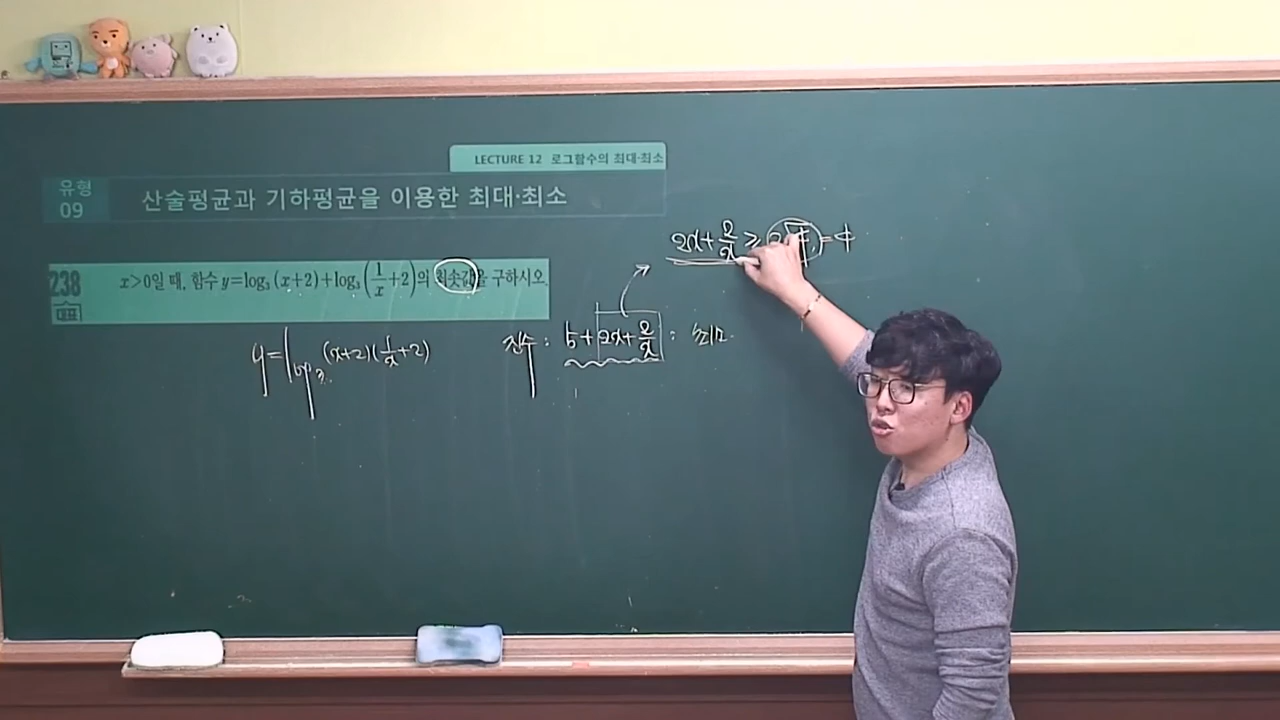 LECTURE 12 로그함수의 최대·최소
유형 09
산술평균과 기하평균을 이용한 최대·최소
238
대표
x>0일 때, 함수 y=log₃(x+2)+log₃(1/x+2)의 최솟값을 구하시오.
y=log₃(x+2)(1/x+2)
진수 : 5+2x+2/x : 최소.
2x+2/x ≥ 2√4 = 4